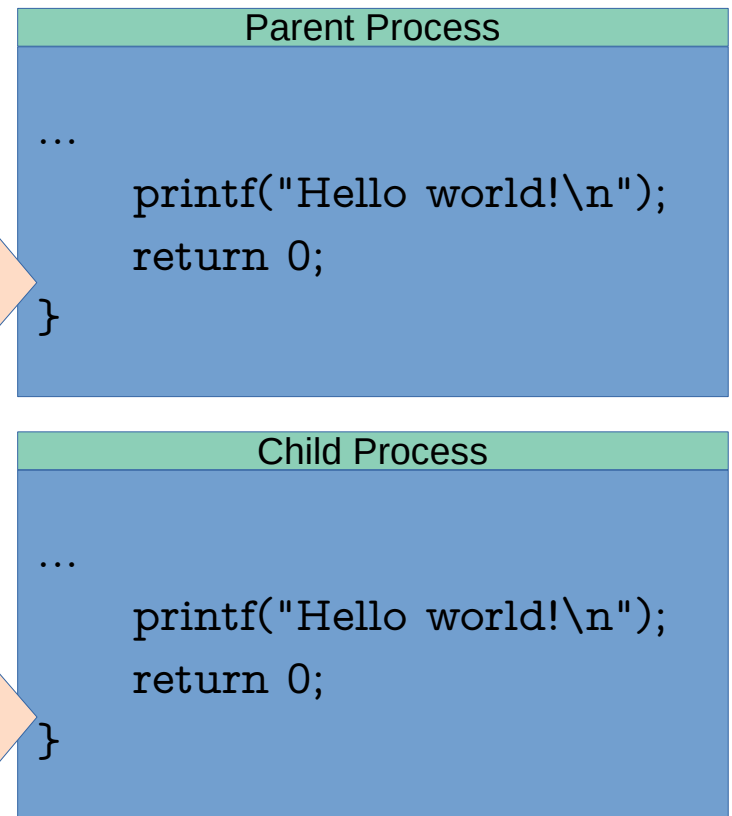 Parent Process
...
printf("Hello world!\n");
return 0;
}
Child Process
...
printf("Hello world!\n");
return 0;
}